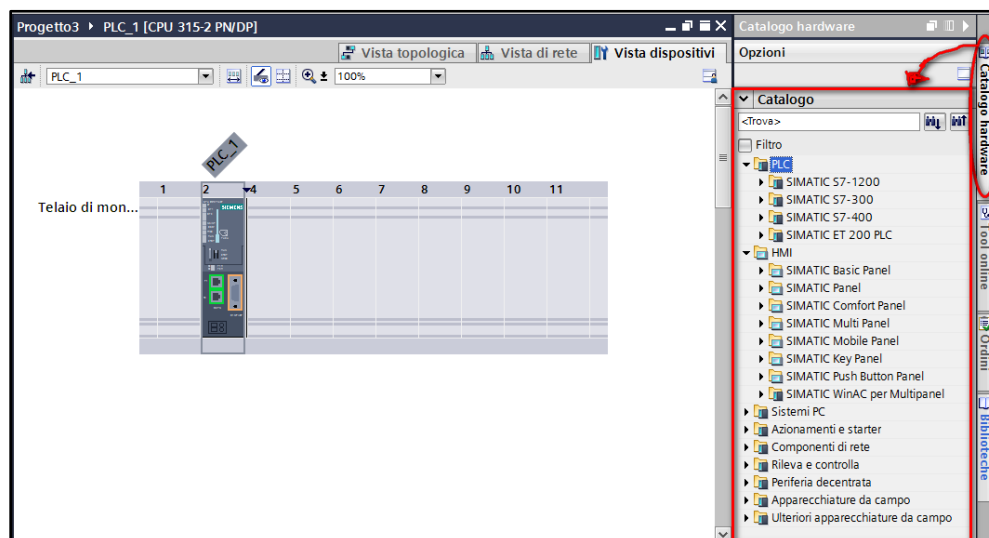 Progetto3 ▸ PLC_1 [CPU 315-2 PN/DP]
Vista topologica
Vista di rete
Vista dispositivi
PLC_1
100%
PLC_1
1 2 4 5 6 7 8 9 10 11
Telaio di mon...
SIEMENS
Catalogo hardware
Opzioni
Catalogo
<Trova>
Filtro
PLC
SIMATIC S7-1200
SIMATIC S7-300
SIMATIC S7-400
SIMATIC ET 200 PLC
HMI
SIMATIC Basic Panel
SIMATIC Panel
SIMATIC Comfort Panel
SIMATIC Multi Panel
SIMATIC Mobile Panel
SIMATIC Key Panel
SIMATIC Push Button Panel
SIMATIC WinAC per Multipanel
Sistemi PC
Azionamenti e starter
Componenti di rete
Rileva e controlla
Periferia decentrata
Apparecchiature da campo
Ulteriori apparecchiature da campo
Catalogo hardware
Tool online
Ordini
Biblioteche